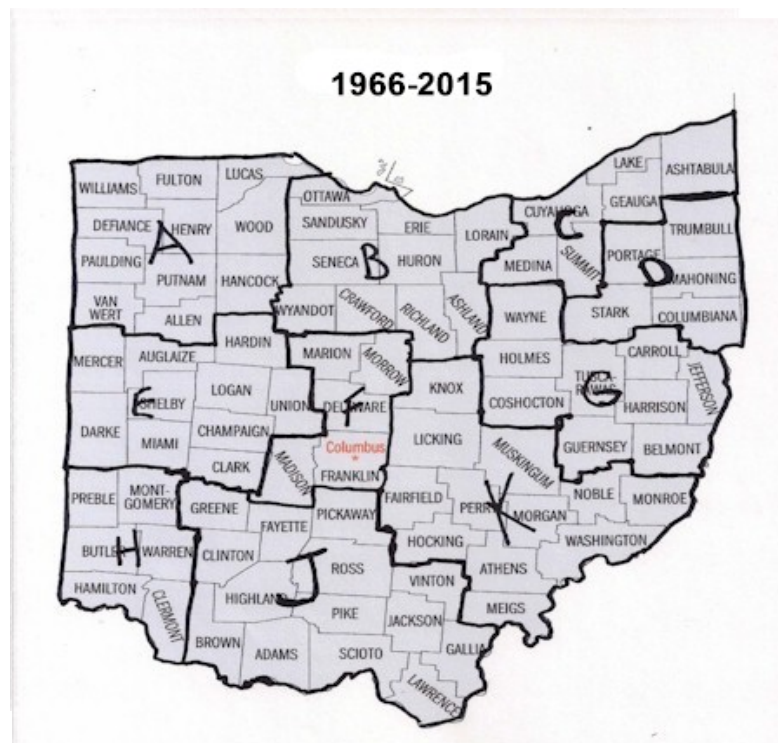 1966-2015
LAKE
ASHTABULA
LUCAS
FULTON
WILLIAMS
OTTAWA
GEAUGA
CUYAHOGA
C
SANDUSKY
ERIE
LORAIN
TRUMBULL
DEFIANCE
HENRY
WOOD
A
PORTAGE
SUMMIT
SENECA
B
HURON
MEDINA
D
MAHONING
PAULDING
PUTNAM
HANCOCK
VAN
WERT
ALLEN
WYANDOT
CRAWFORD
RICHLAND
ASHLAND
WAYNE
STARK
COLUMBIANA
HARDIN
MERCER
AUGLAIZE
MARION
MORROW
HOLMES
CARROLL
TUSCA-
RAWAS
G
JEFFERSON
LOGAN
KNOX
E
SHELBY
UNION
DELAWARE
F
COSHOCTON
HARRISON
DARKE
MIAMI
CHAMPAIGN
LICKING
MUSKINGUM
GUERNSEY
BELMONT
CLARK
MADISON
Columbus
FRANKLIN
PREBLE
MONT-
GOMERY
GREENE
FAYETTE
PICKAWAY
FAIRFIELD
PERRY
K
MORGAN
NOBLE
MONROE
BUTLER
H
WARREN
CLINTON
ROSS
HOCKING
ATHENS
WASHINGTON
HAMILTON
CLERMONT
HIGHLAND
J
PIKE
VINTON
MEIGS
JACKSON
BROWN
ADAMS
SCIOTO
GALLIA
LAWRENCE